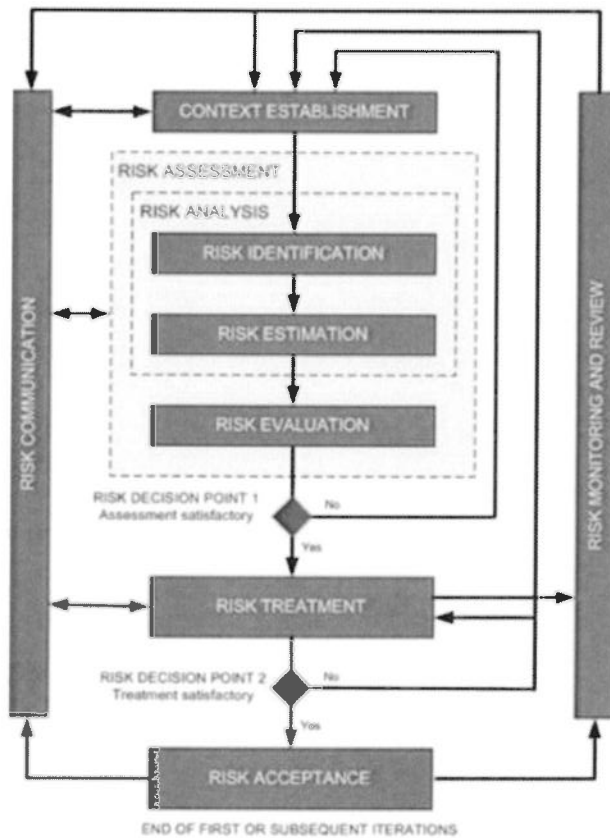 CONTEXT ESTABLISHMENT
RISK ASSESSMENT
RISK ANALYSIS
RISK IDENTIFICATION
RISK ESTIMATION
RISK EVALUATION
RISK COMMUNICATION
RISK MONITORING AND REVIEW
RISK DECISION POINT 1
Assessment satisfactory
No
Yes
RISK TREATMENT
RISK DECISION POINT 2
Treatment satisfactory
No
Yes
RISK ACCEPTANCE
END OF FIRST OR SUBSEQUENT ITERATIONS